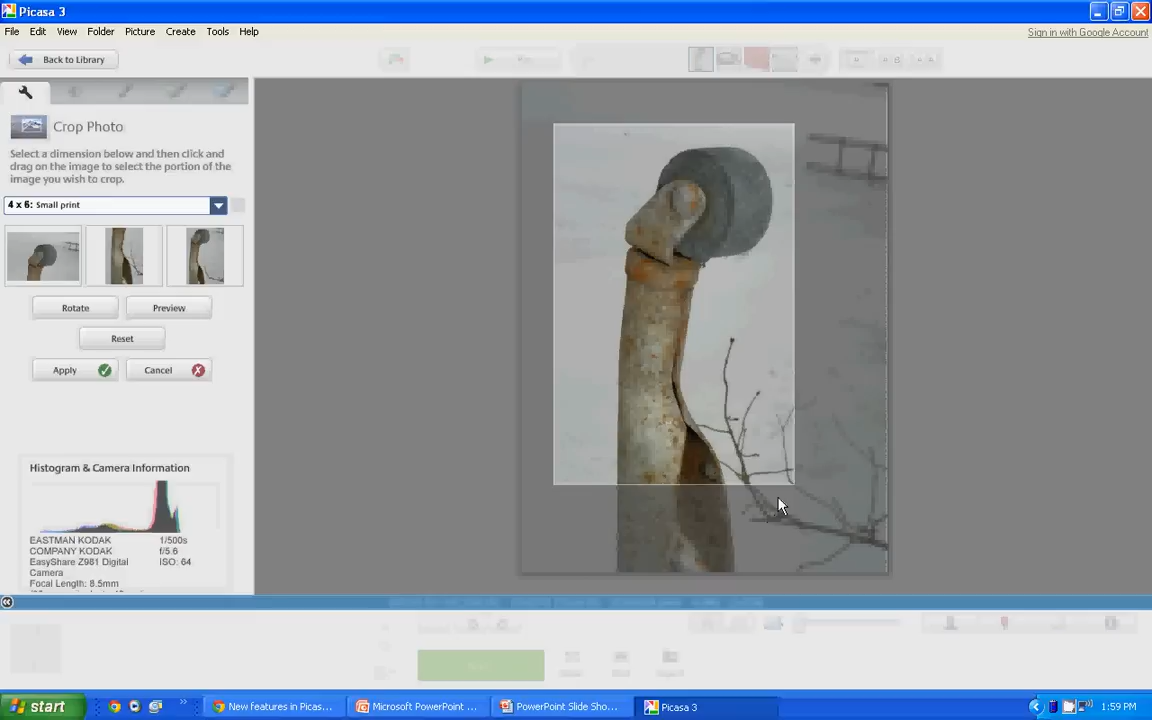 Picasa 3
File Edit View Folder Picture Create Tools Help
Sign in with Google Account
Back to Library
Crop Photo
Select a dimension below and then click and
drag on the image to select the portion of the
image you wish to crop.
4 x 6: Small print
Rotate Preview
Reset
Apply Cancel
Histogram & Camera Information
EASTMAN KODAK 1/500s
COMPANY KODAK f/5.6
EasyShare Z981 Digital ISO: 64
Camera
Focal Length: 8.5mm
start New features in Picas... Microsoft PowerPoint ... PowerPoint Slide Sho... Picasa 3 1:59 PM